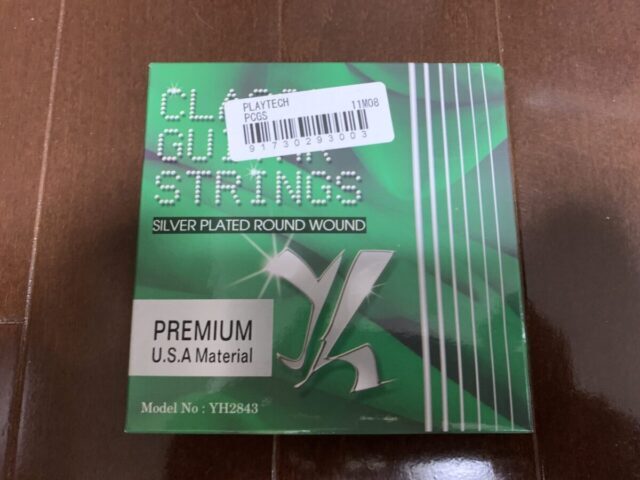 PLAYTECH 11M08
PCGS
91730293003
STRINGS
SILVER PLATED ROUND WOUND
PREMIUM
U.S.A Material
Model No : YH2843